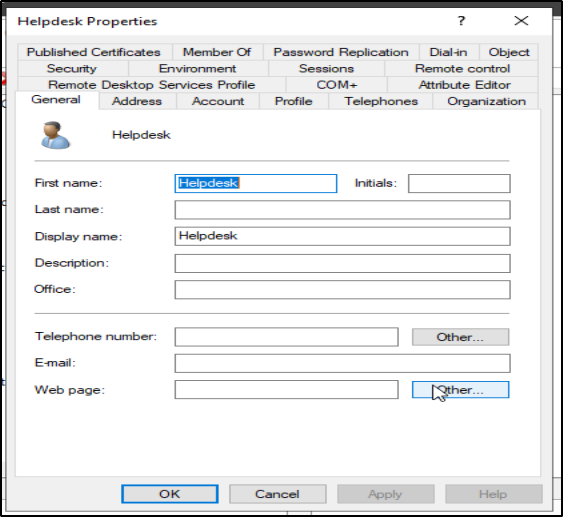 Helpdesk Properties ?
Published Certificates Member Of Password Replication Dial-in Object
Security Environment Sessions Remote control
Remote Desktop Services Profile COM+ Attribute Editor
General Address Account Profile Telephones Organization
Helpdesk
First name: Helpdesk Initials:
Last name:
Display name: Helpdesk
Description:
Office:
Telephone number: Other...
E-mail:
Web page: Other...
OK Cancel Apply Help